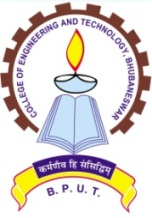 COLLEGE OF ENGINEERING AND TECHNOLOGY, BHUBANESWAR
कर्मणैव हि संसिद्धिम्
B. P. U. T.